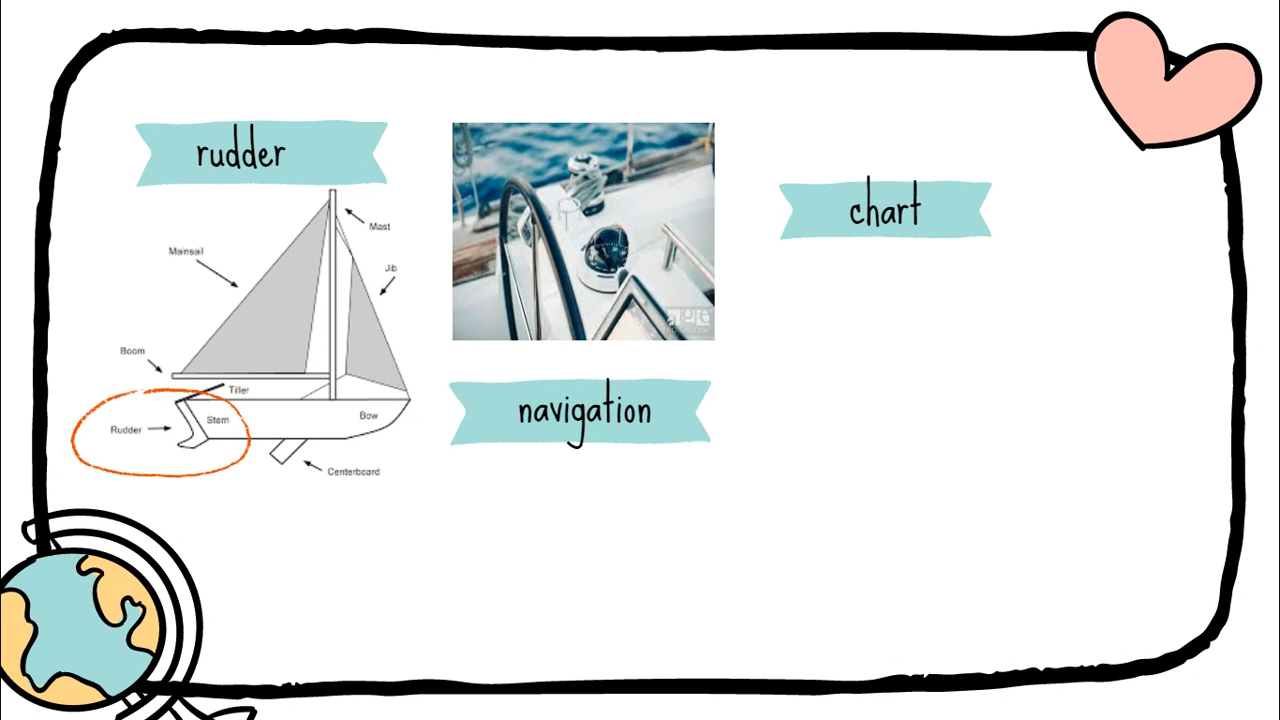 rudder
Mast
Mainsail
Jib
Boom
Tiller
Rudder
Stern
Bow
Centerboard
navigation
chart